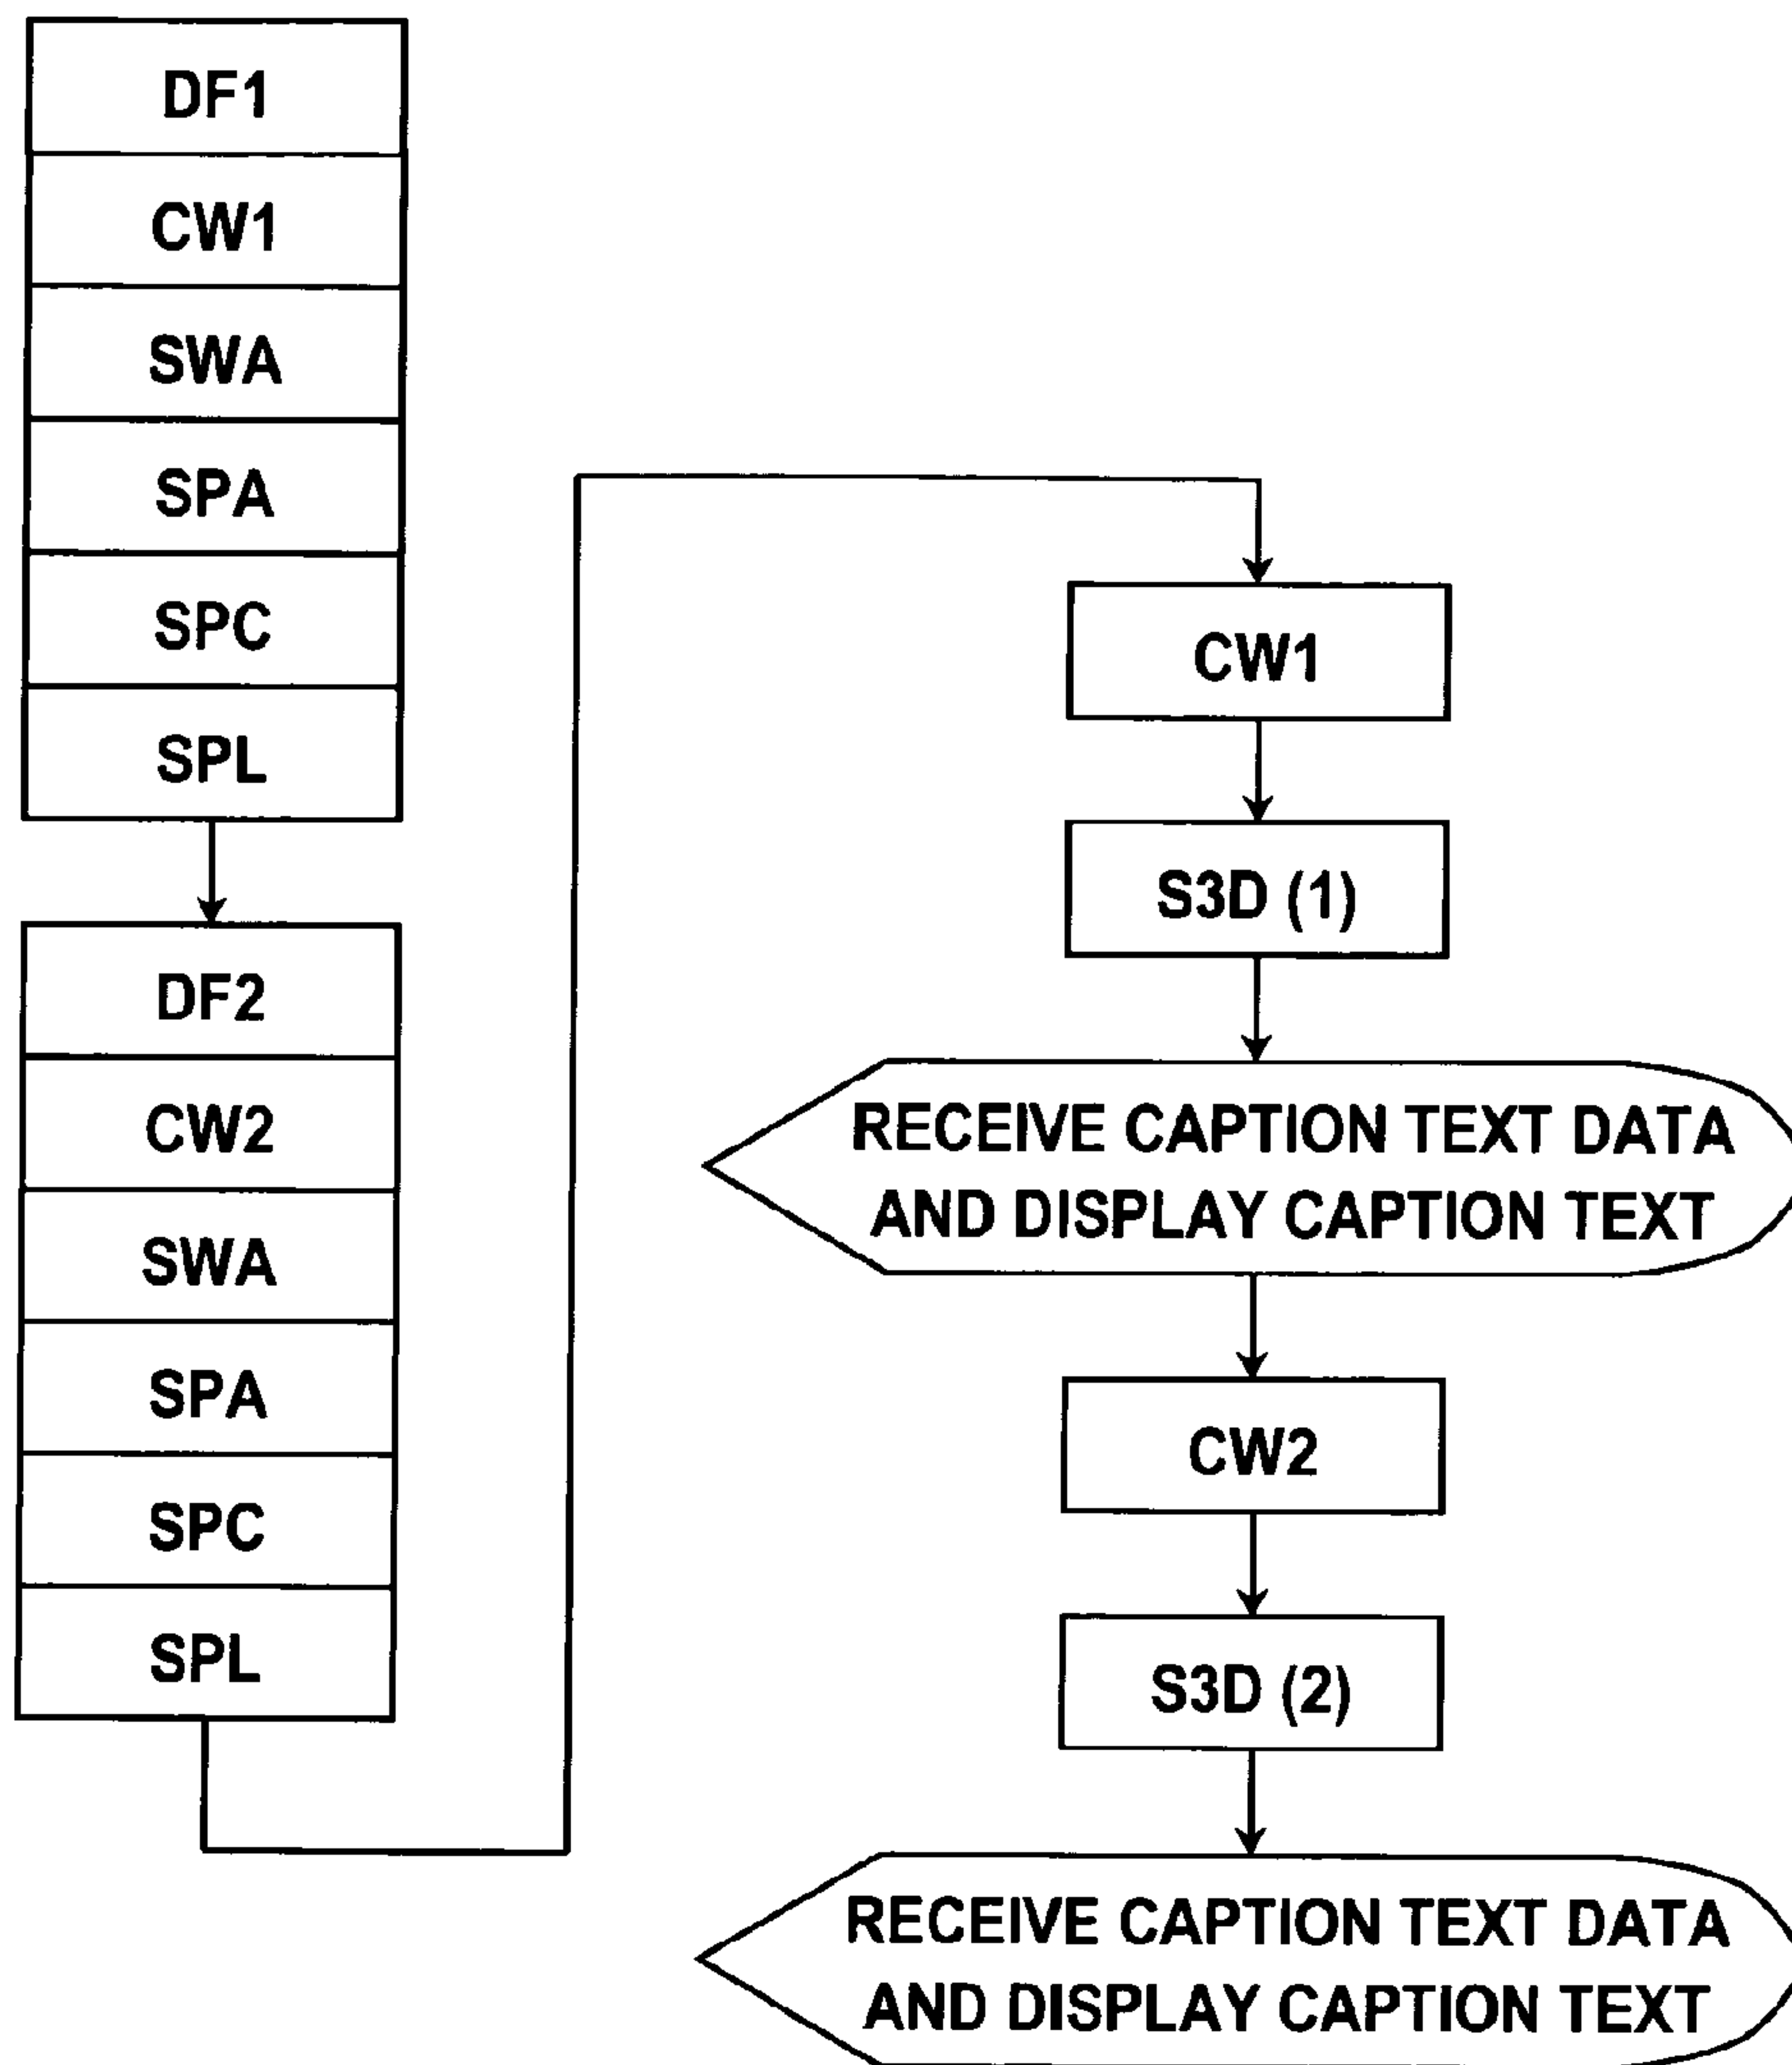 DF1
CW1
SWA
SPA
SPC
SPL
DF2
CW2
SWA
SPA
SPC
SPL
CW1
S3D (1)
RECEIVE CAPTION TEXT DATA
AND DISPLAY CAPTION TEXT
CW2
S3D (2)
RECEIVE CAPTION TEXT DATA
AND DISPLAY CAPTION TEXT